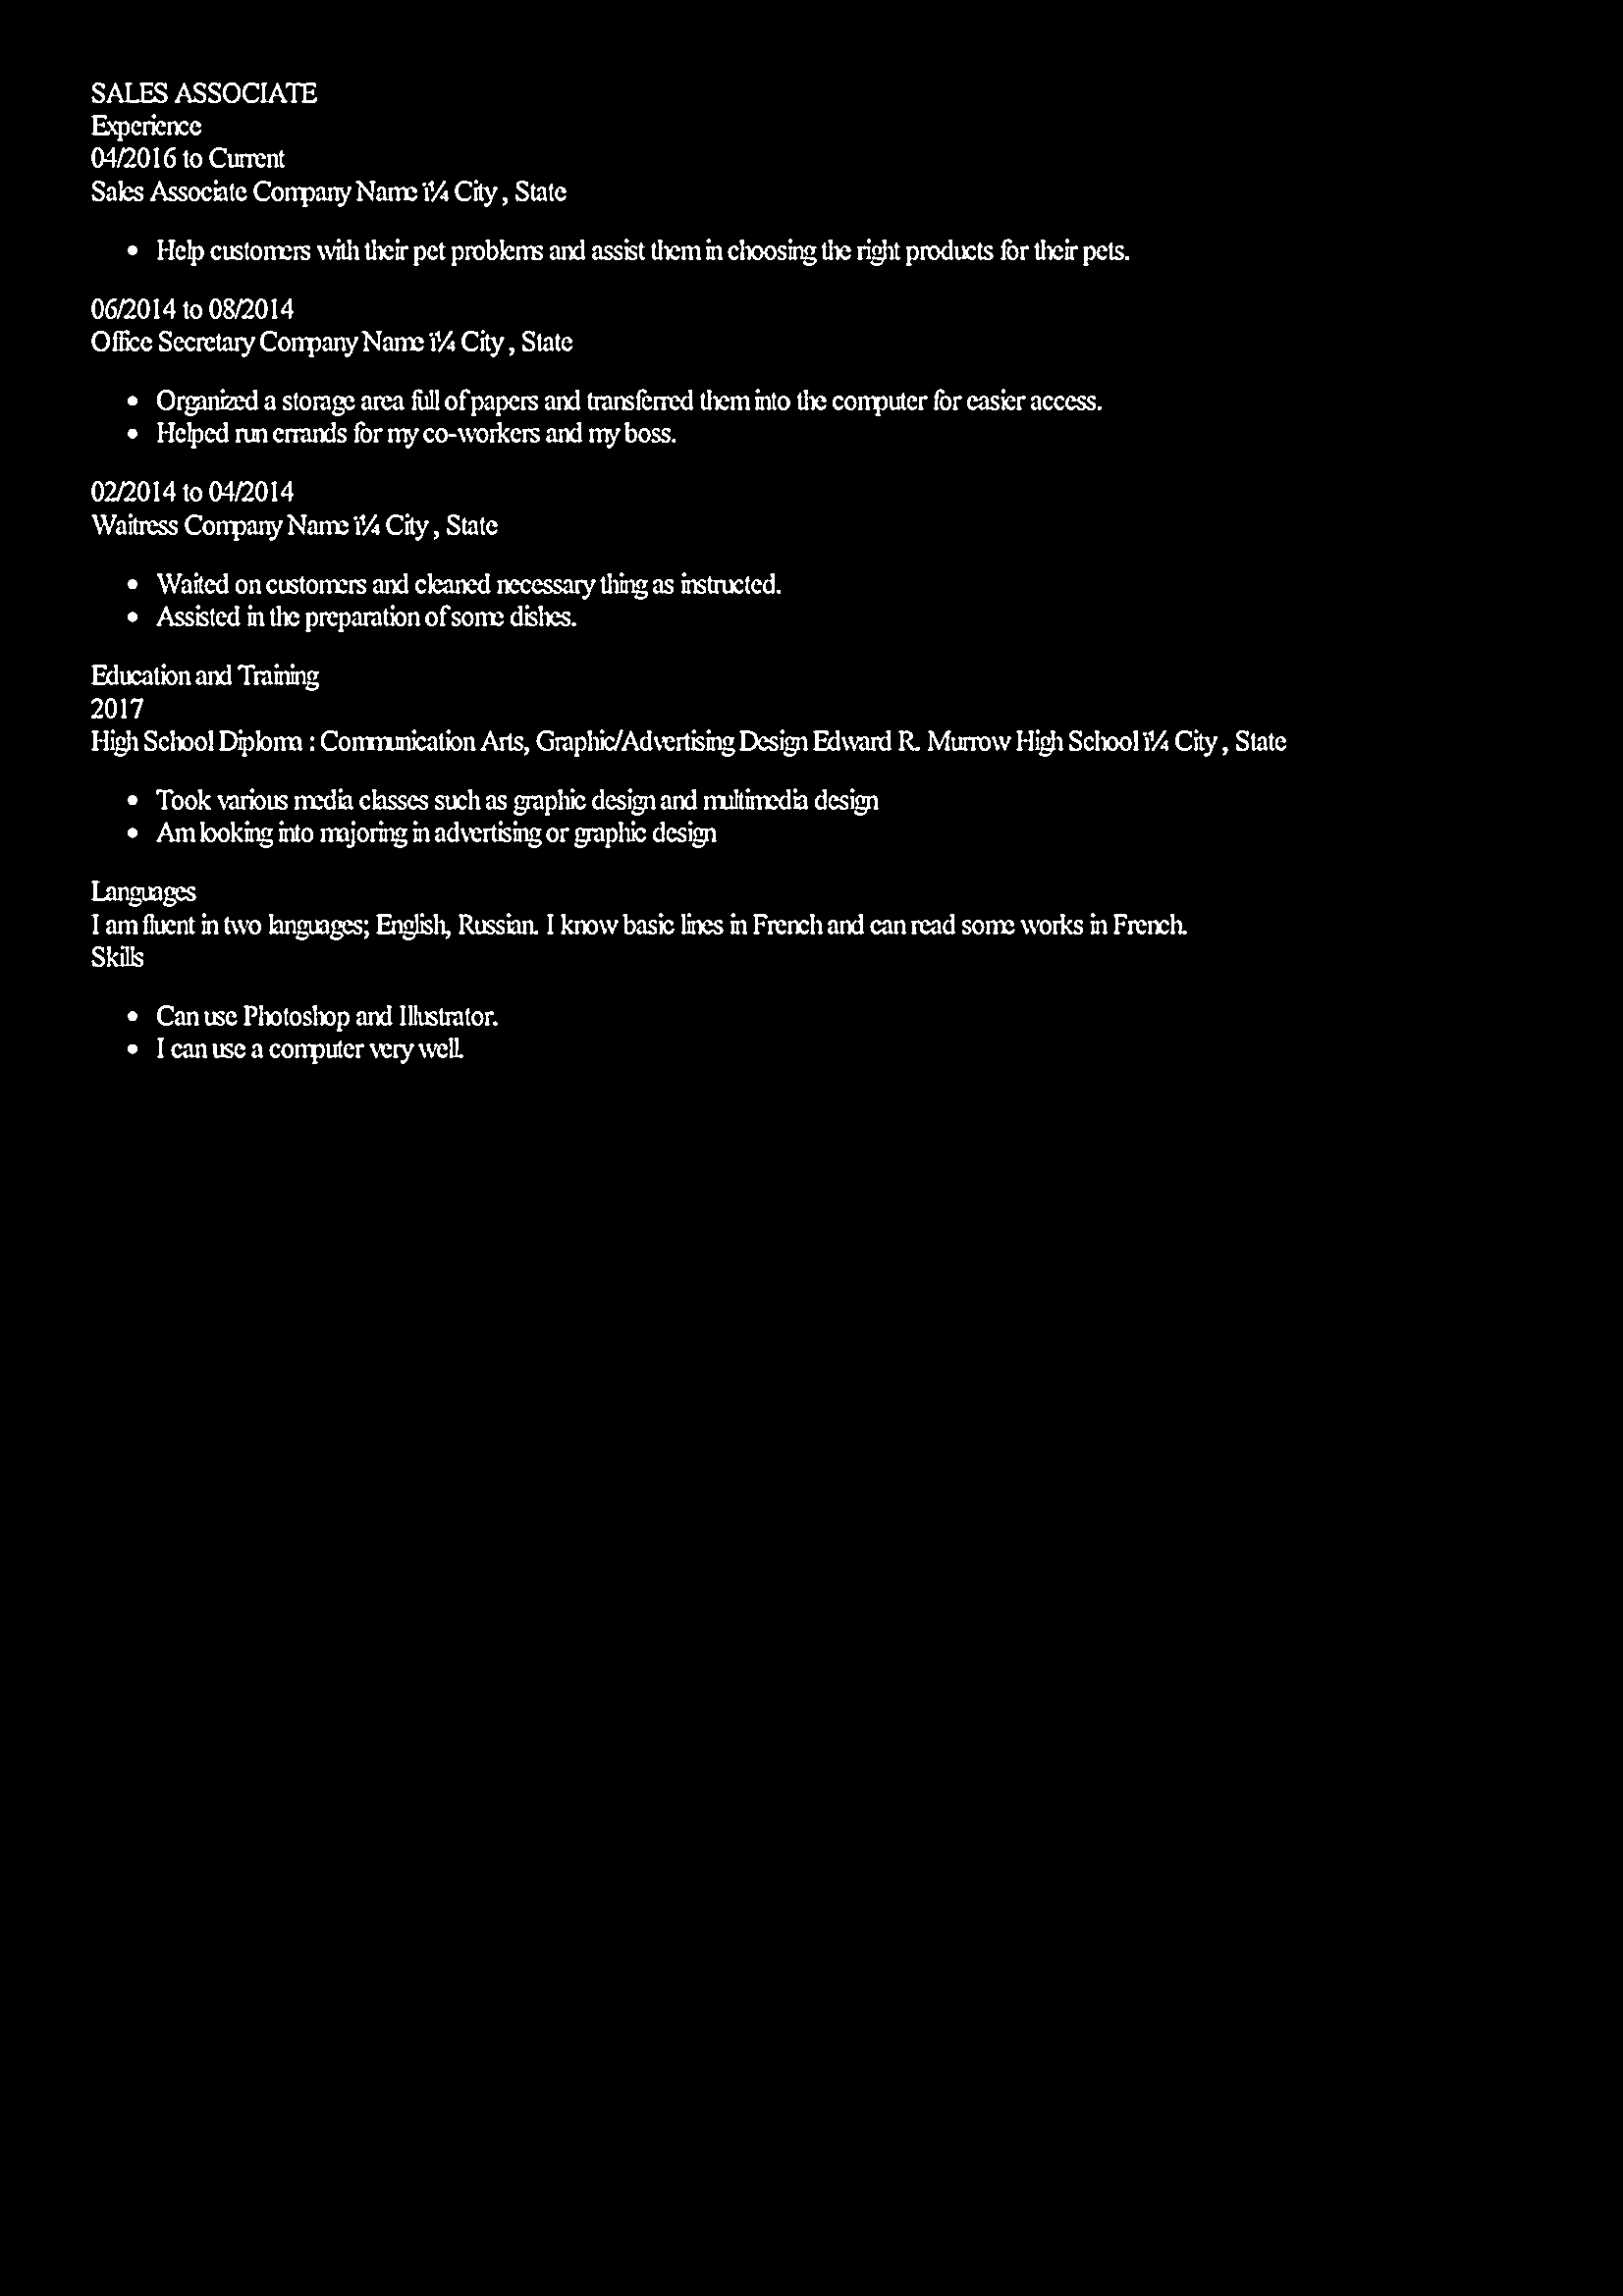 SALES ASSOCIATE
Experience
04/2016 to Current
Sales Associate Company Name ï¼ City , State
• Help customers with their pet problems and assist them in choosing the right products for their pets.
06/2014 to 08/2014
Office Secretary Company Name ï¼ City , State
• Organized a storage area full of papers and transferred them into the computer for easier access.
• Helped run errands for my co-workers and my boss.
02/2014 to 04/2014
Waitress Company Name ï¼ City , State
• Waited on customers and cleaned necessary thing as instructed.
• Assisted in the preparation of some dishes.
Education and Training
2017
High School Diploma : Communication Arts, Graphic/Advertising Design Edward R. Murrow High School ï¼ City , State
• Took various media classes such as graphic design and multimedia design
• Am looking into majoring in advertising or graphic design
Languages
I am fluent in two languages; English, Russian. I know basic lines in French and can read some works in French.
Skills
• Can use Photoshop and Illustrator.
• I can use a computer very well.